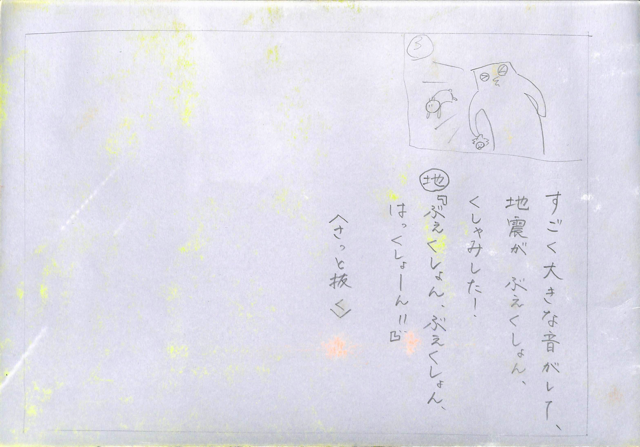 3
すごく大きな音がして、
地震が ぶえくしょん、
くしゃみした!
地『ぶえくしょん、ぶえくしょん、
はっくしょーん!!』
〈さっと抜く〉